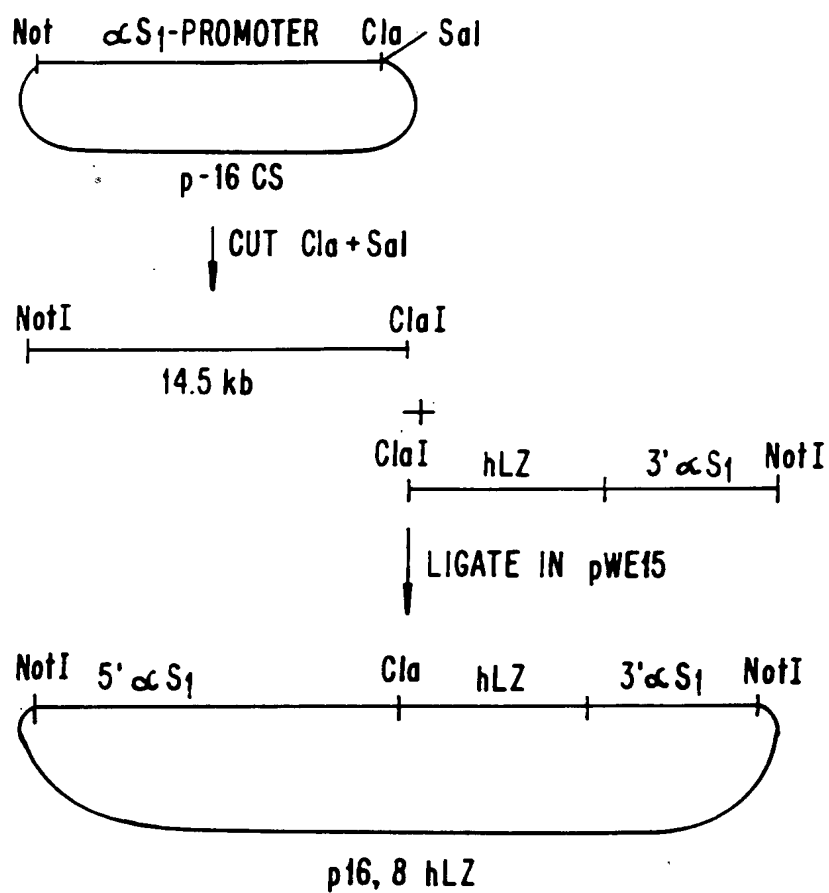 Not αS1-PROMOTER Cla Sal
p-16 CS
CUT Cla+Sal
NotI ClaI
14.5 kb
+
ClaI hLZ 3' αS1 NotI
LIGATE IN pWE15
NotI 5' αS1 Cla hLZ 3'αS1 NotI
p16, 8 hLZ